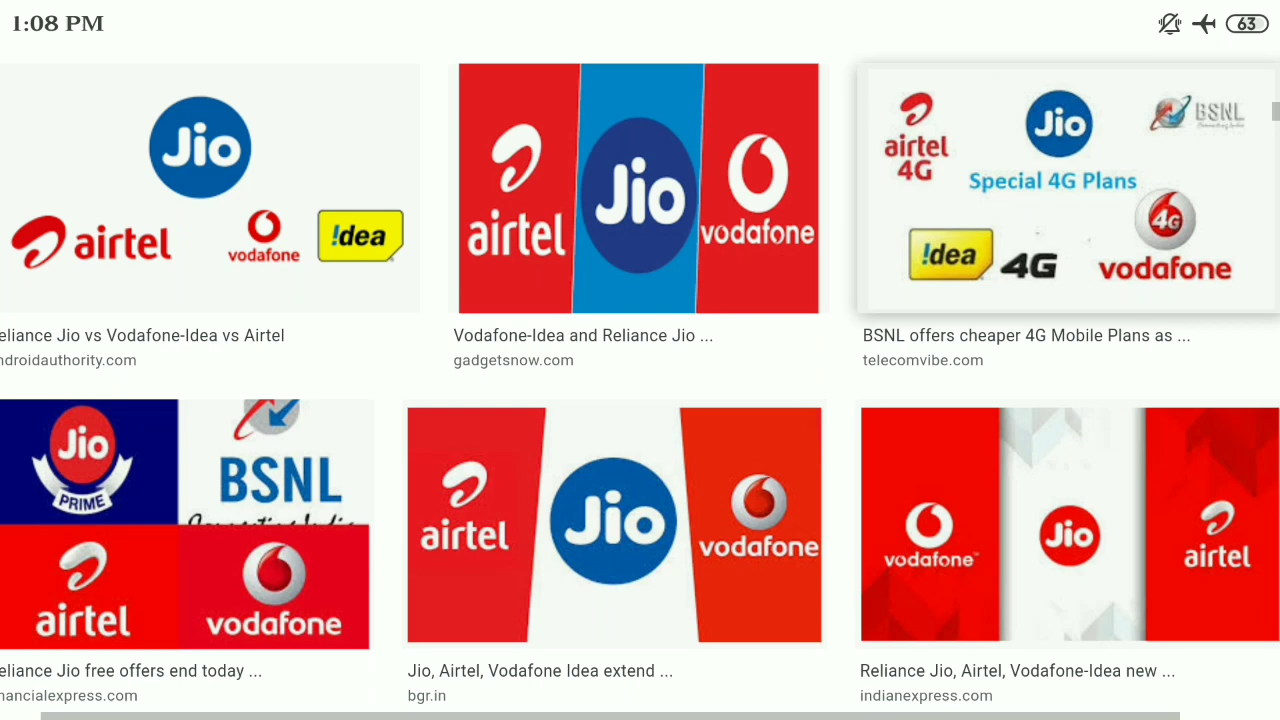 1:08 PM
63
Jio
airtel
vodafone
!dea
eliance Jio vs Vodafone-Idea vs Airtel
ndroidauthority.com
airtel
Jio
vodafone
Vodafone-Idea and Reliance Jio ...
gadgetsnow.com
airtel
4G
Jio
BSNL
Special 4G Plans
!dea 4G
4G
vodafone
BSNL offers cheaper 4G Mobile Plans as ...
telecomvibe.com
Jio
PRIME
BSNL
airtel
vodafone
eliance Jio free offers end today ...
nancialexpress.com
airtel
Jio
vodafone
Jio, Airtel, Vodafone Idea extend ...
bgr.in
vodafone™
Jio
airtel
Reliance Jio, Airtel, Vodafone-Idea new ...
indianexpress.com